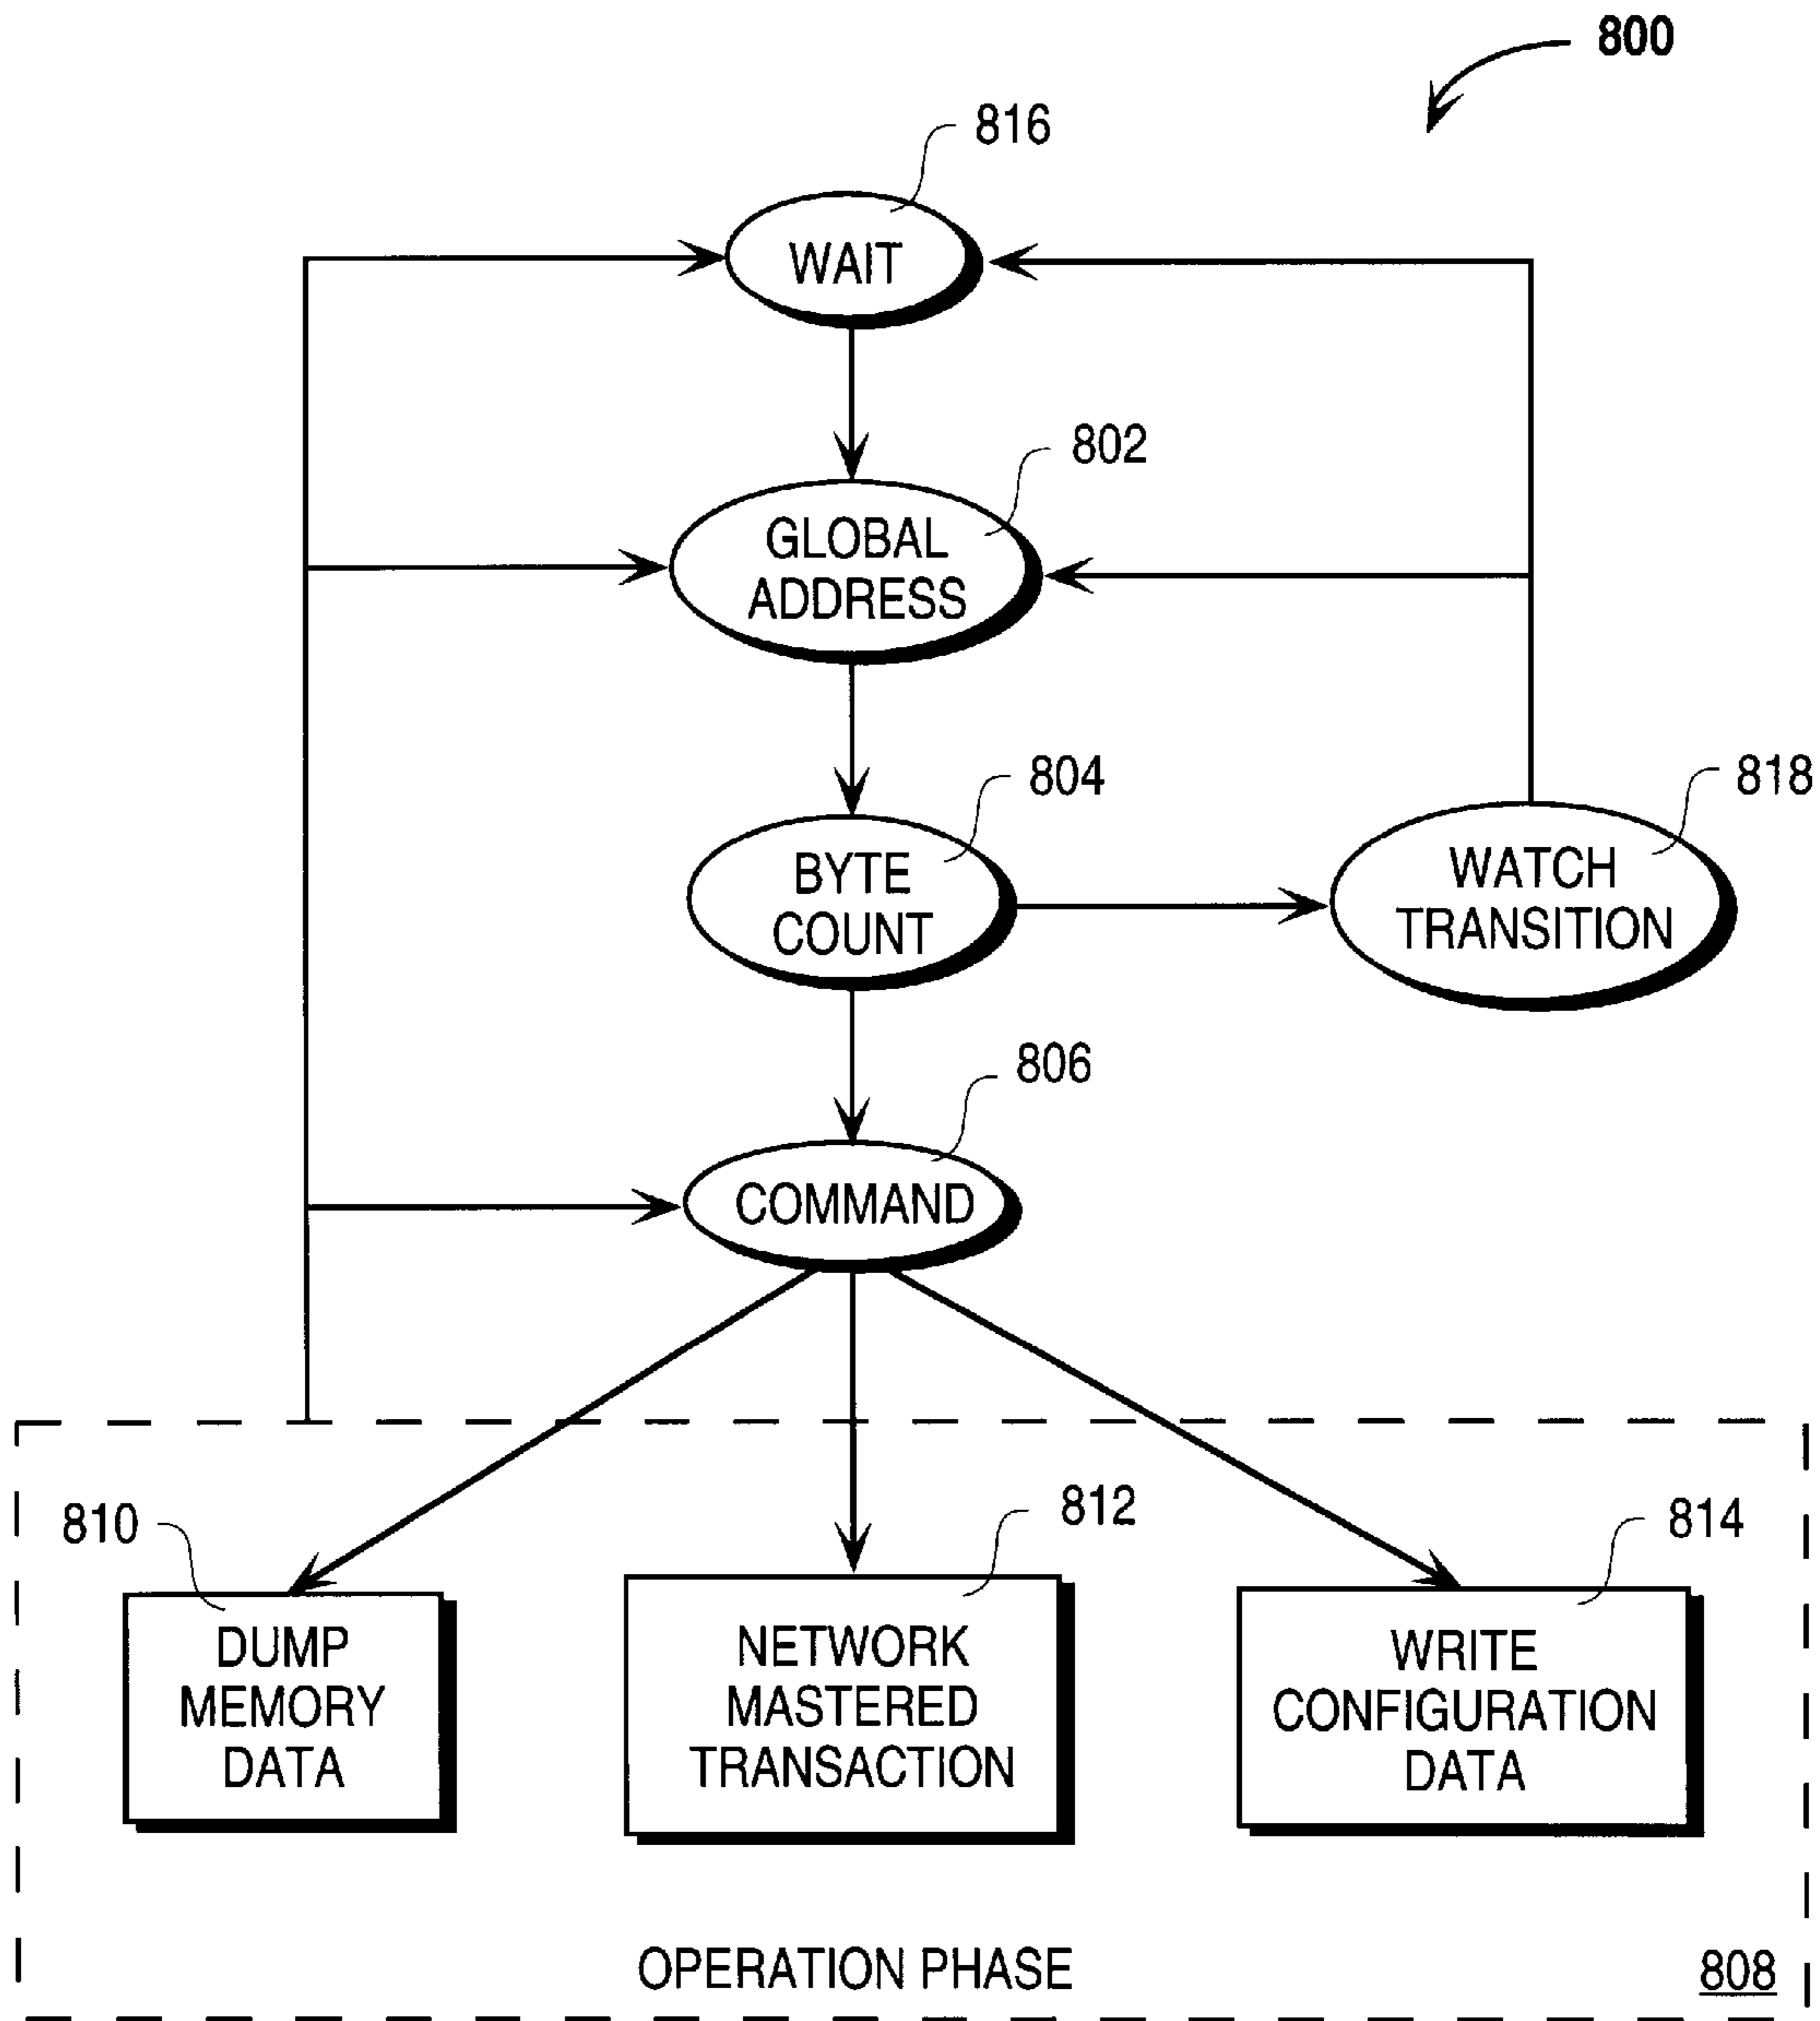 800
816
WAIT
802
GLOBAL
ADDRESS
804
BYTE
COUNT
818
WATCH
TRANSITION
806
COMMAND
810
DUMP
MEMORY
DATA
812
NETWORK
MASTERED
TRANSACTION
814
WRITE
CONFIGURATION
DATA
OPERATION PHASE
808